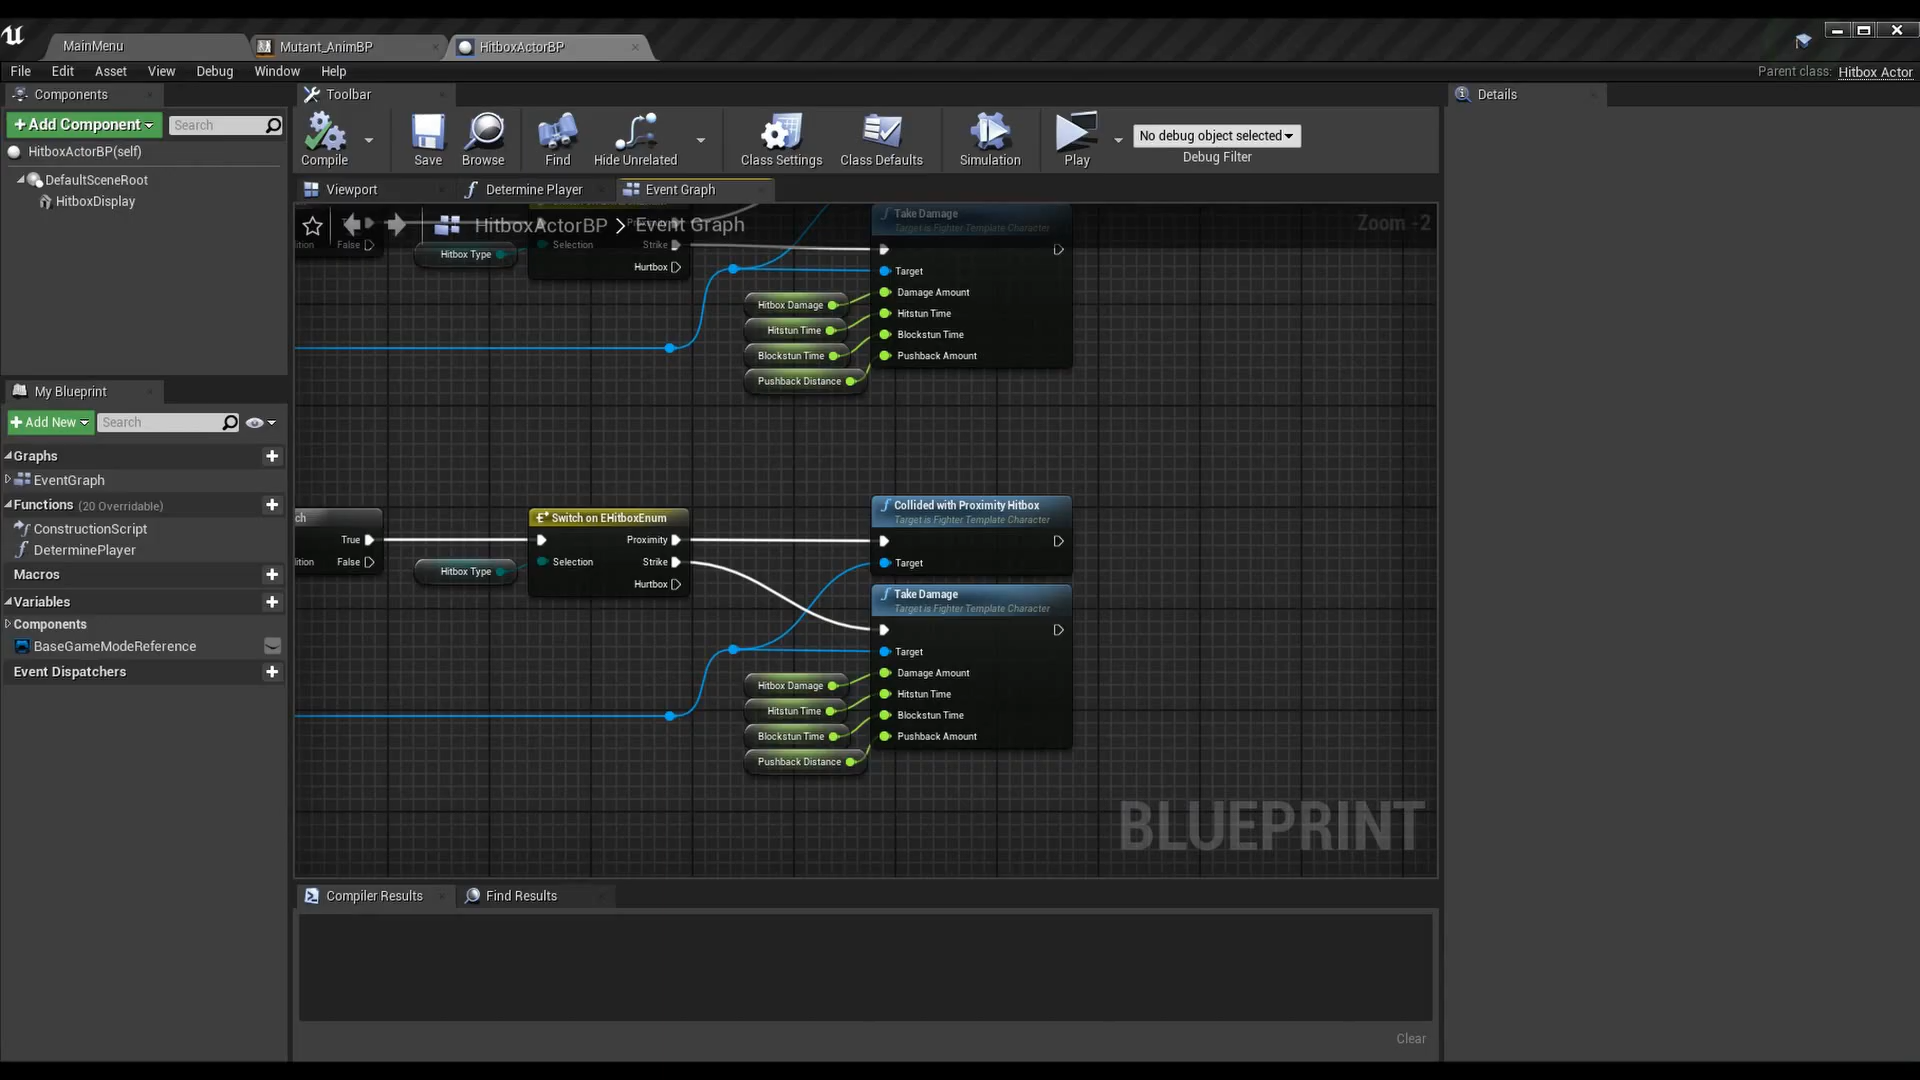 MainMenu
Mutant_AnimBP
HitboxActorBP
File Edit Asset View Debug Window Help
Parent class: Hitbox Actor
Components
Toolbar
Details
+ Add Component
Search
Compile
Save
Browse
Find
Hide Unrelated
Class Settings
Class Defaults
Simulation
Play
No debug object selected
Debug Filter
HitboxActorBP(self)
DefaultSceneRoot
HitboxDisplay
Viewport
Determine Player
Event Graph
HitboxActorBP > Event Graph
Zoom -2
False
ition
Hitbox Type
Selection
Strike
Hurtbox
Take Damage
Target is Fighter Template Character
Target
Damage Amount
Hitstun Time
Blockstun Time
Pushback Amount
Hitbox Damage
Hitstun Time
Blockstun Time
Pushback Distance
My Blueprint
+ Add New
Search
Graphs
EventGraph
Functions (20 Overridable)
ConstructionScript
DeterminePlayer
Macros
Variables
Components
BaseGameModeReference
Event Dispatchers
ch
True
ition False
Hitbox Type
Switch on EHitboxEnum
Proximity
Selection
Strike
Hurtbox
Collided with Proximity Hitbox
Target is Fighter Template Character
Target
Take Damage
Target is Fighter Template Character
Target
Damage Amount
Hitstun Time
Blockstun Time
Pushback Amount
Hitbox Damage
Hitstun Time
Blockstun Time
Pushback Distance
BLUEPRINT
Compiler Results
Find Results
Clear